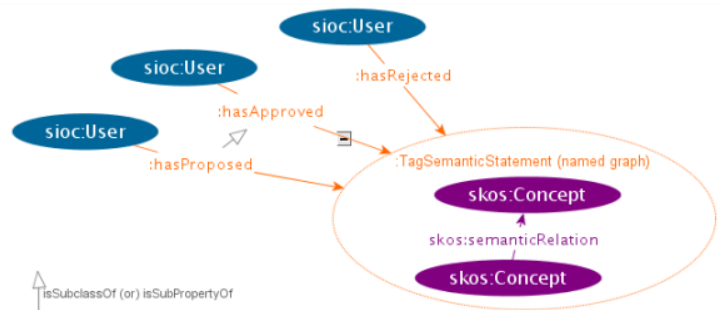 sioc:User
sioc:User
:hasRejected
:hasApproved
sioc:User
:hasProposed
:TagSemanticStatement (named graph)
skos:Concept
skos:semanticRelation
skos:Concept
isSubclassOf (or) isSubPropertyOf